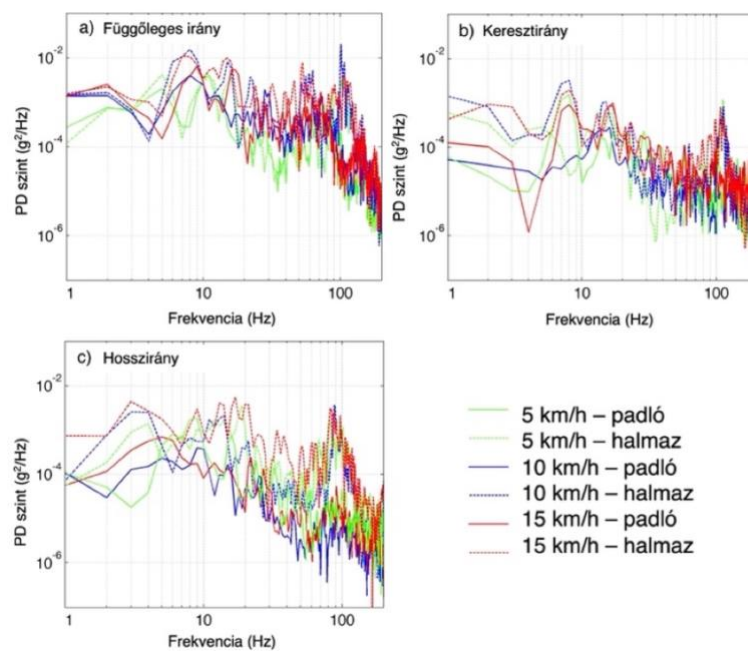 a) Függőleges irány
PD szint (g²/Hz)
10⁻²
10⁻⁴
10⁻⁶
1
10
100
Frekvencia (Hz)
b) Keresztirány
PD szint (g²/Hz)
10⁻²
10⁻⁴
10⁻⁶
1
10
100
Frekvencia (Hz)
c) Hosszirány
PD szint (g²/Hz)
10⁻²
10⁻⁴
10⁻⁶
1
10
100
Frekvencia (Hz)
5 km/h – padló
5 km/h – halmaz
10 km/h – padló
10 km/h – halmaz
15 km/h – padló
15 km/h – halmaz